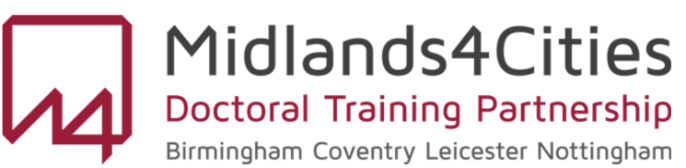 Midlands4Cities
Doctoral Training Partnership
Birmingham Coventry Leicester Nottingham